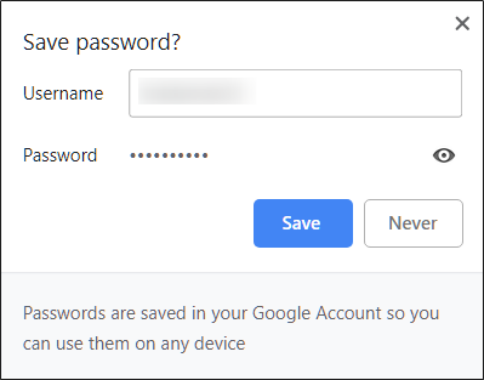 Save password?
Username
Password ••••••••••
Save Never
Passwords are saved in your Google Account so you
can use them on any device